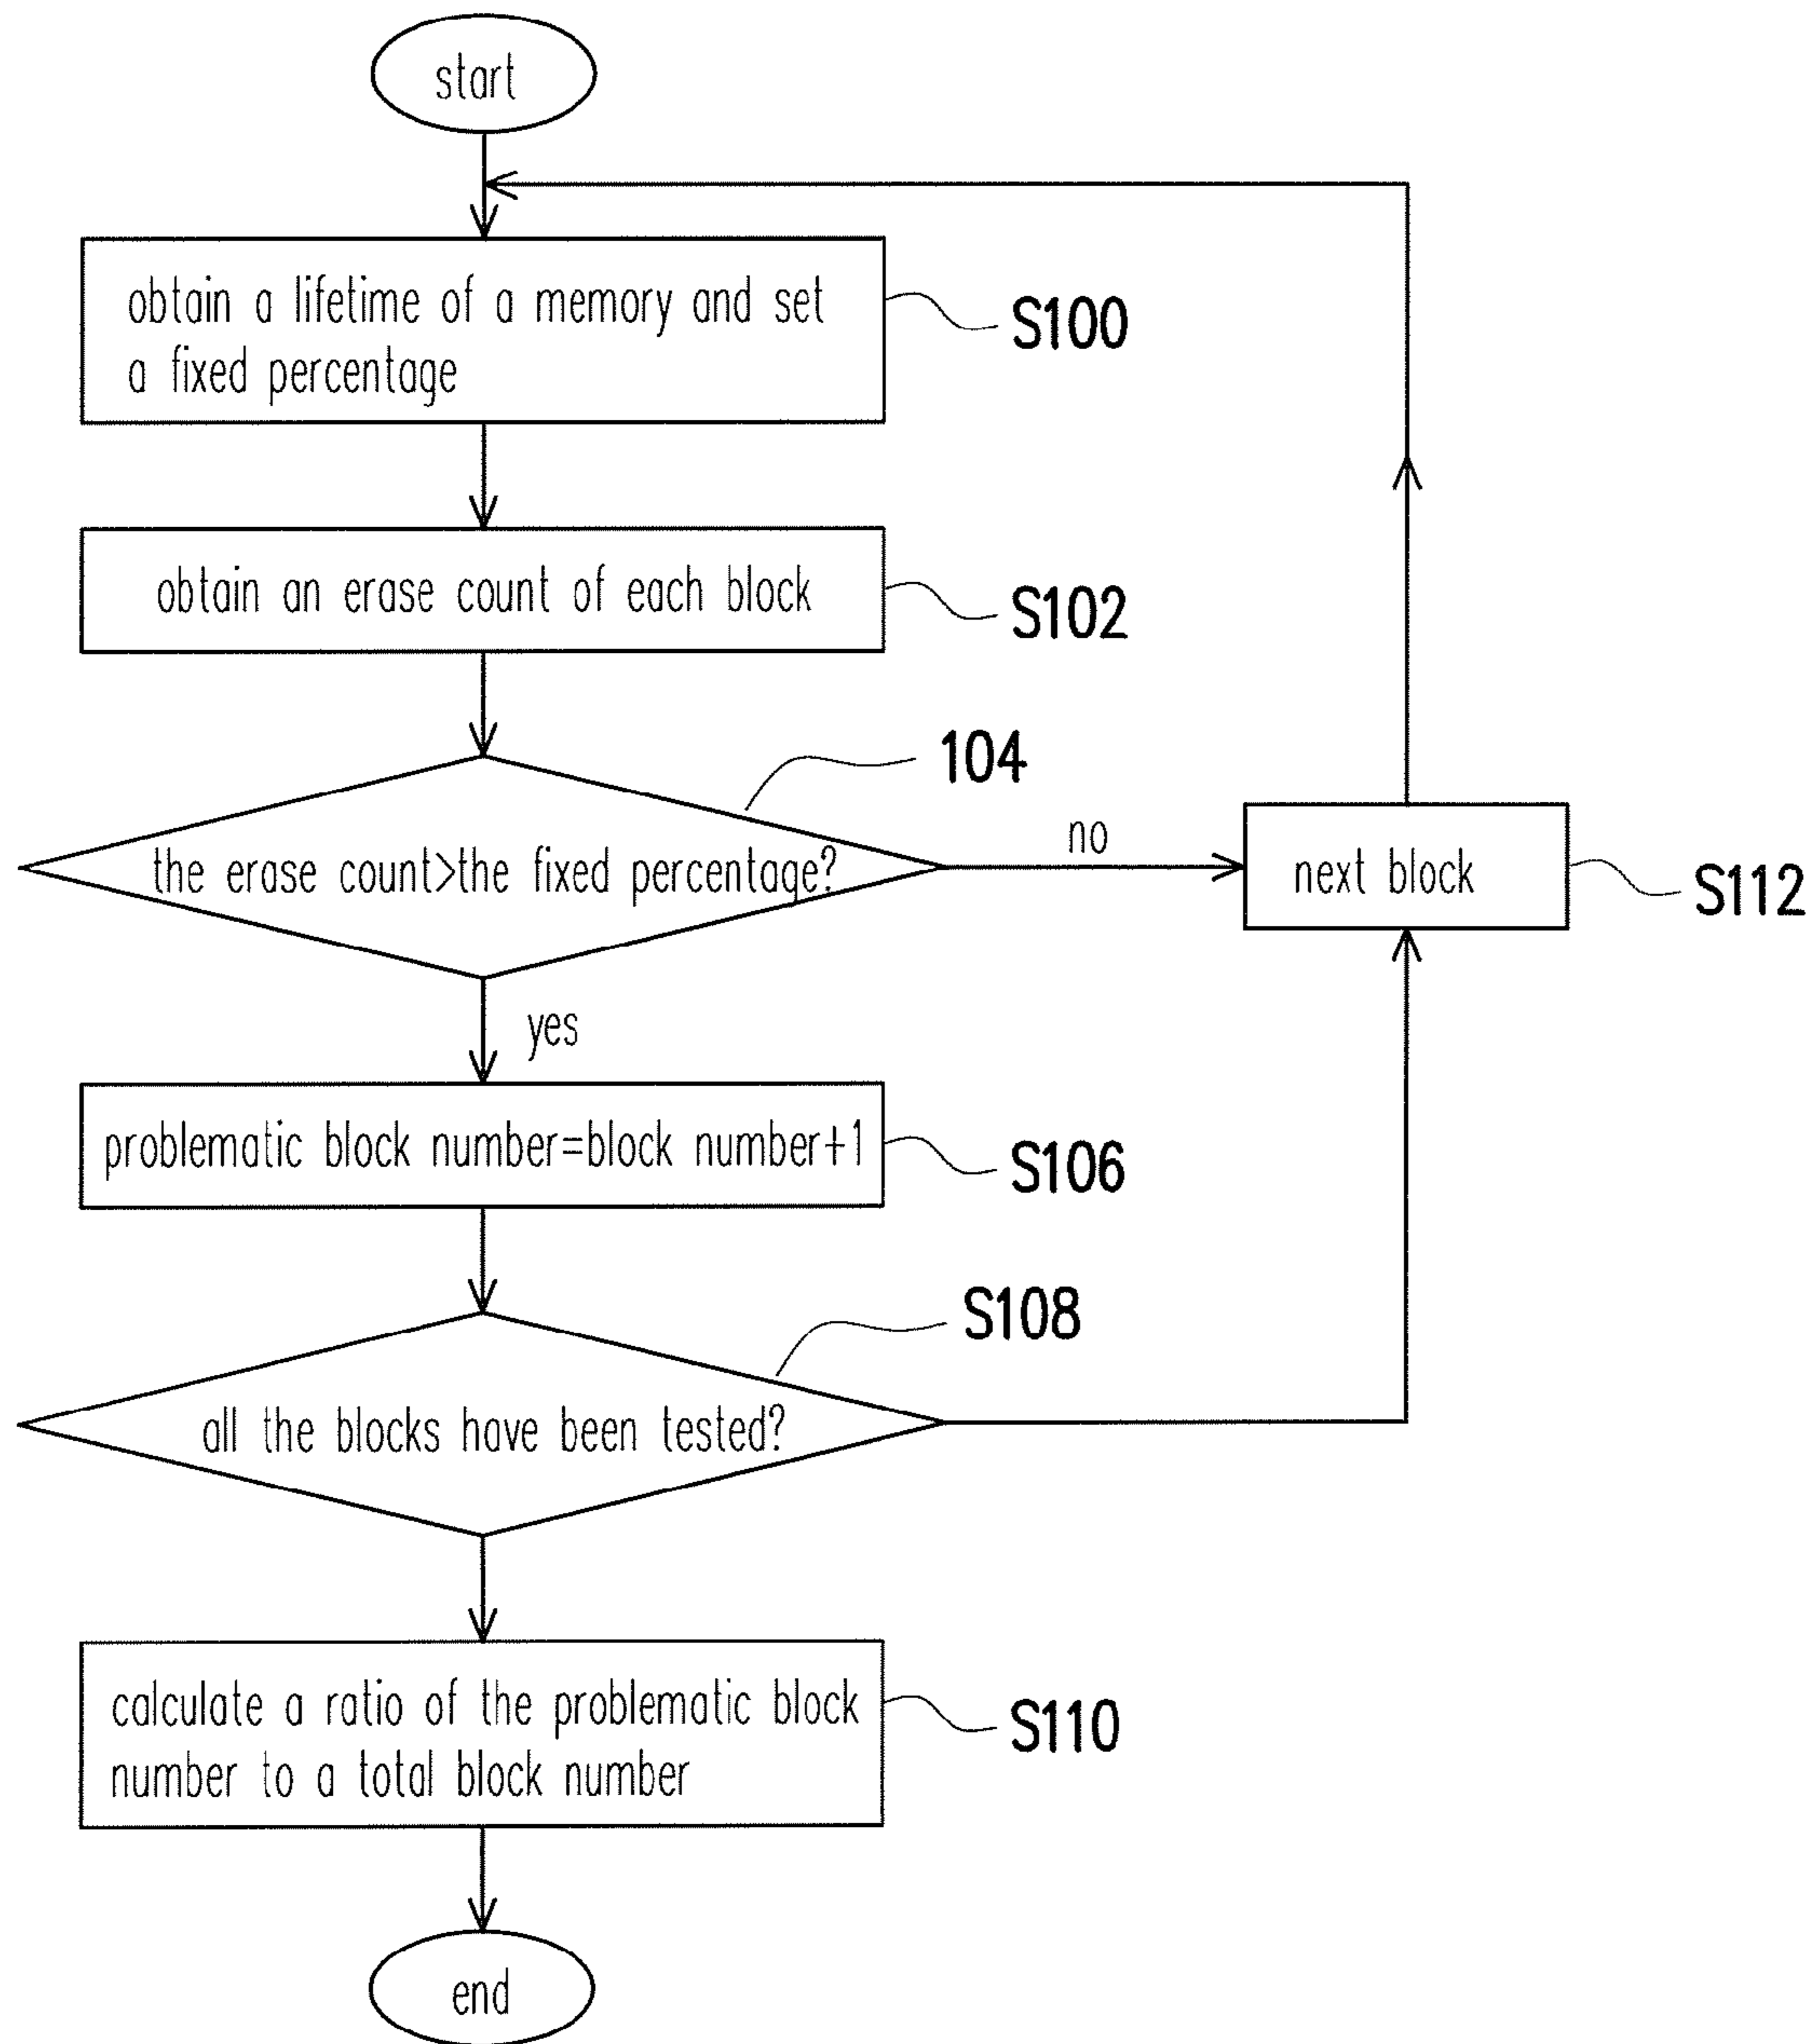 start
obtain a lifetime of a memory and set
a fixed percentage
S100
obtain an erase count of each block
S102
104
the erase count>the fixed percentage?
no
next block
S112
yes
problematic block number=block number+1
S106
S108
all the blocks have been tested?
calculate a ratio of the problematic block
number to a total block number
S110
end